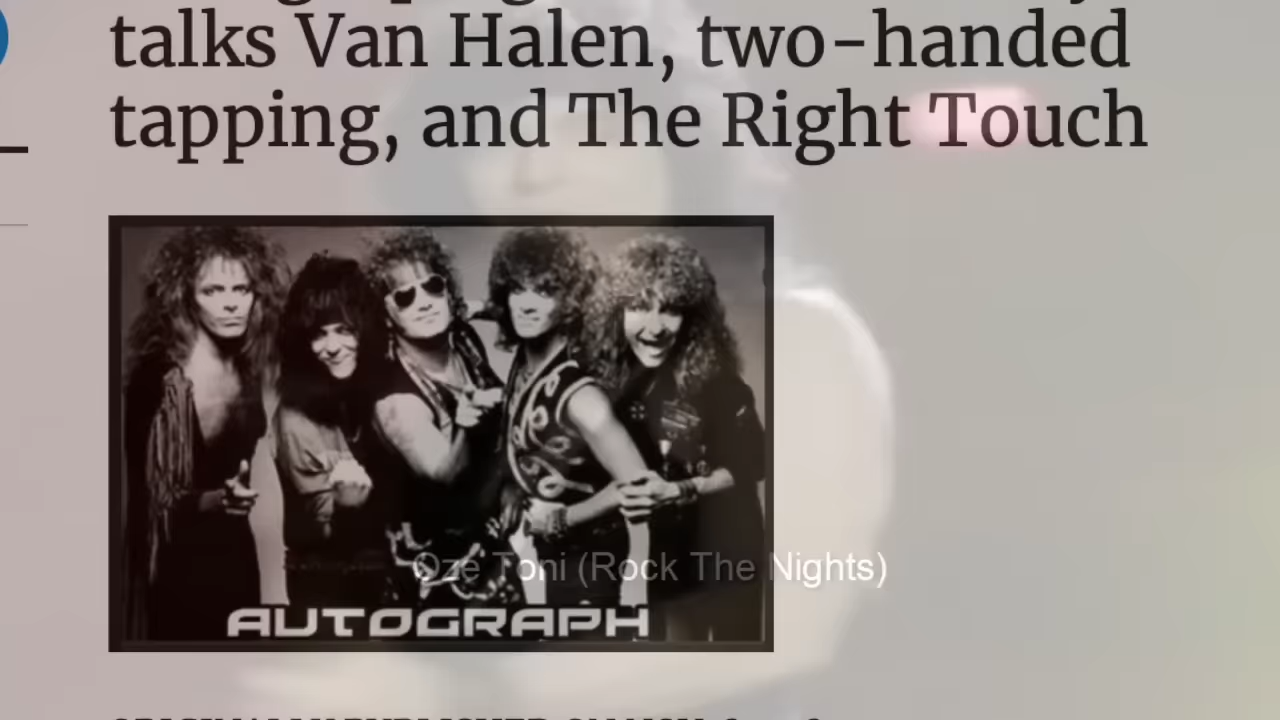 talks Van Halen, two-handed
tapping, and The Right Touch
Oze Toni (Rock The Nights)
AUTOGRAPH